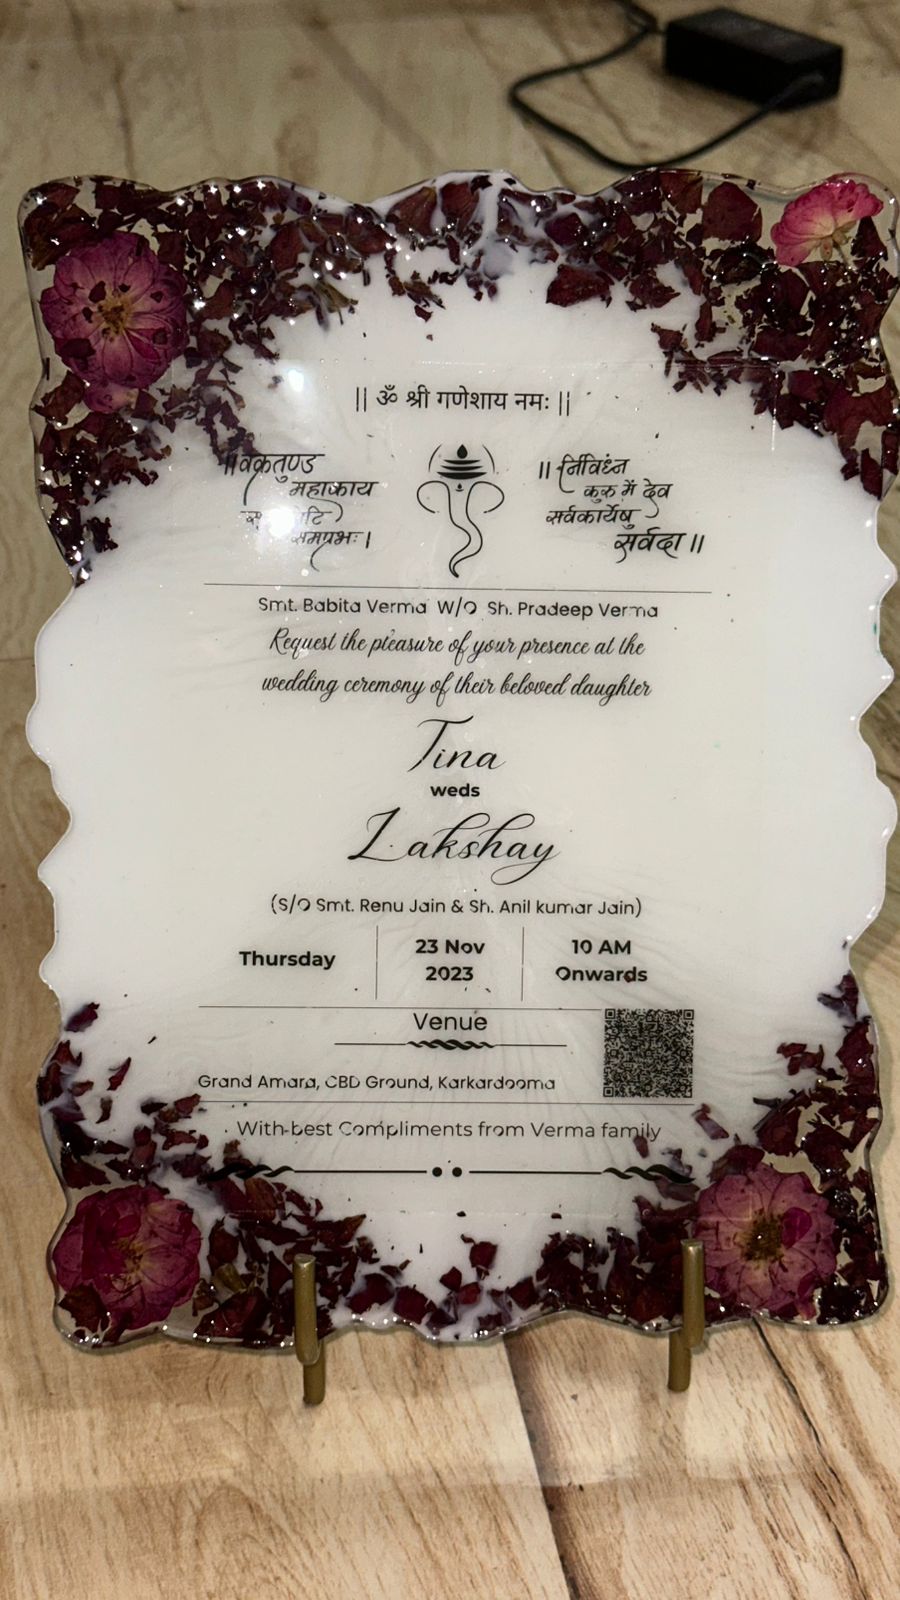 || ॐ श्री गणेशाय नमः ||
||वक्रतुण्ड
महाकाय
समप्रभः।
|| निर्विघ्नं
कुरु में देव
सर्वकार्येषु
सर्वदा ||
Smt. Babita Verma W/O Sh. Pradeep Verma
Request the pleasure of your presence at the
wedding ceremony of their beloved daughter
Tina
weds
Lakshay
(S/O Smt. Renu Jain & Sh. Anil kumar Jain)
Thursday
23 Nov
2023
10 AM
Onwards
Venue
Grand Amara, CBD Ground, Karkardooma
With best Compliments from Verma family